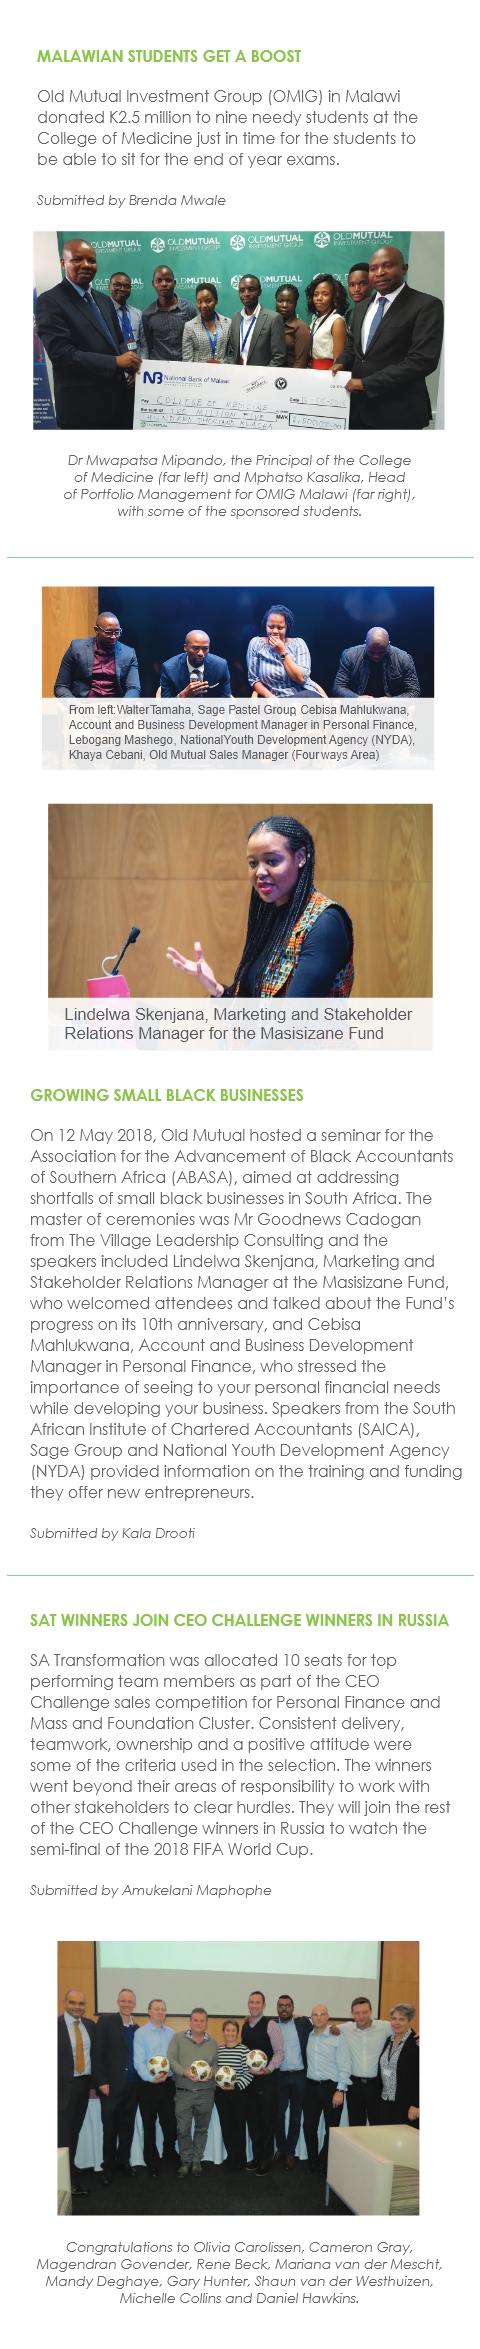 MALAWIAN STUDENTS GET A BOOST
Old Mutual Investment Group (OMIG) in Malawi
donated K2.5 million to nine needy students at the
College of Medicine just in time for the students to
be able to sit for the end of year exams.
Submitted by Brenda Mwale
OLDMUTUAL
INVESTMENT GROUP
OLDMUTUAL
INVESTMENT GROUP
OLDMUTUAL
INVESTMENT GROUP
OLDMUTUAL
INVESTMENT GROUP
NB National Bank of Malawi
Pay COLLEGE OF MEDICINE
TWO MILLION FIVE
HUNDRED THOUSAND KWACHA
Dr Mwapatsa Mipando, the Principal of the College
of Medicine (far left) and Mphatso Kasalika, Head
of Portfolio Management for OMIG Malawi (far right),
with some of the sponsored students.
From left: Walter Tamaha, Sage Pastel Group, Cebisa Mahlukwana,
Account and Business Development Manager in Personal Finance,
Lebogang Mashego, National Youth Development Agency (NYDA),
Khaya Cebani, Old Mutual Sales Manager (Four ways Area)
Lindelwa Skenjana, Marketing and Stakeholder
Relations Manager for the Masisizane Fund
GROWING SMALL BLACK BUSINESSES
On 12 May 2018, Old Mutual hosted a seminar for the
Association for the Advancement of Black Accountants
of Southern Africa (ABASA), aimed at addressing
shortfalls of small black businesses in South Africa. The
master of ceremonies was Mr Goodnews Cadogan
from The Village Leadership Consulting and the
speakers included Lindelwa Skenjana, Marketing and
Stakeholder Relations Manager at the Masisizane Fund,
who welcomed attendees and talked about the Fund's
progress on its 10th anniversary, and Cebisa
Mahlukwana, Account and Business Development
Manager in Personal Finance, who stressed the
importance of seeing to your personal financial needs
while developing your business. Speakers from the South
African Institute of Chartered Accountants (SAICA),
Sage Group and National Youth Development Agency
(NYDA) provided information on the training and funding
they offer new entrepreneurs.
Submitted by Kala Drooti
SAT WINNERS JOIN CEO CHALLENGE WINNERS IN RUSSIA
SA Transformation was allocated 10 seats for top
performing team members as part of the CEO
Challenge sales competition for Personal Finance and
Mass and Foundation Cluster. Consistent delivery,
teamwork, ownership and a positive attitude were
some of the criteria used in the selection. The winners
went beyond their areas of responsibility to work with
other stakeholders to clear hurdles. They will join the rest
of the CEO Challenge winners in Russia to watch the
semi-final of the 2018 FIFA World Cup.
Submitted by Amukelani Maphophe
Congratulations to Olivia Carolissen, Cameron Gray,
Magendran Govender, Rene Beck, Mariana van der Mescht,
Mandy Deghaye, Gary Hunter, Shaun van der Westhuizen,
Michelle Collins and Daniel Hawkins.